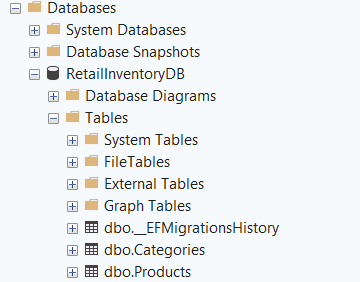 Databases
System Databases
Database Snapshots
RetailInventoryDB
Database Diagrams
Tables
System Tables
FileTables
External Tables
Graph Tables
dbo.__EFMigrationsHistory
dbo.Categories
dbo.Products